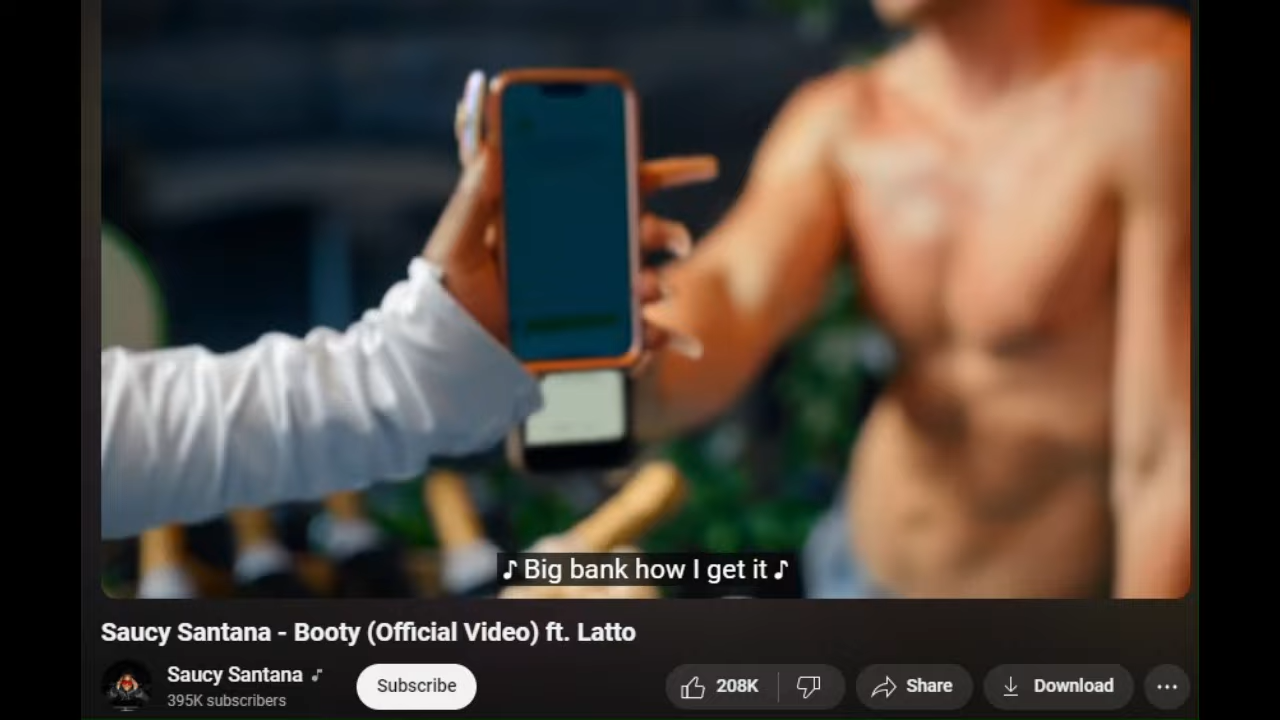 ♪ Big bank how I get it ♪
Saucy Santana - Booty (Official Video) ft. Latto
Saucy Santana ♪
395K subscribers
Subscribe
208K
Share
Download